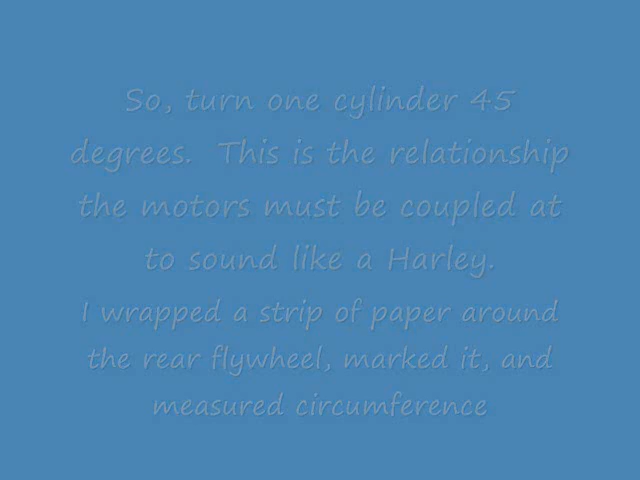 So, turn one cylinder 45
degrees.  This is the relationship
the motors must be coupled at
to sound like a Harley.
I wrapped a strip of paper around
the rear flywheel, marked it, and
measured circumference